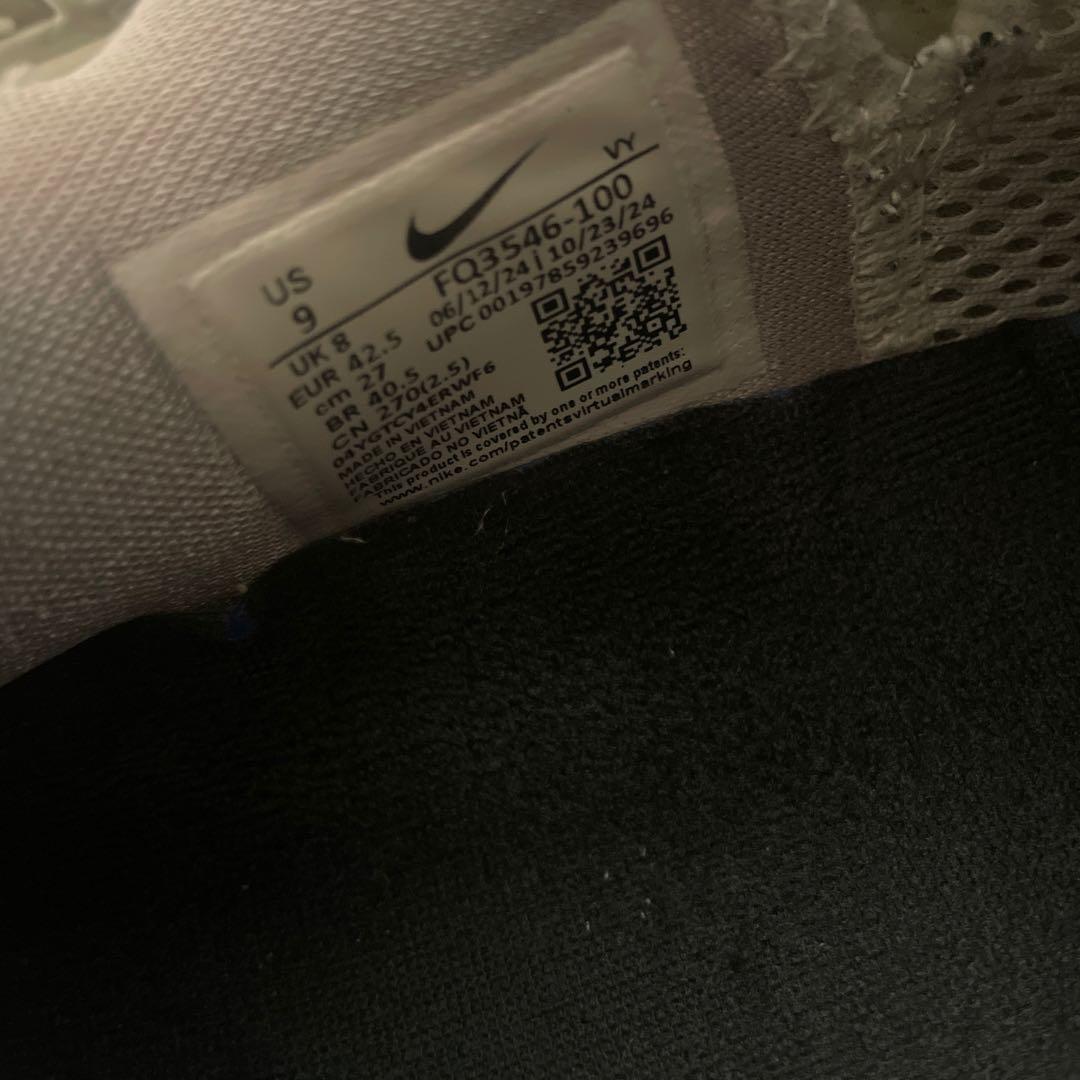 US
9
VY
FQ3546-100
06/12/24 | 10/23/24
UPC 00197859239696
UK 8
EUR 42.5
cm 27
BR 40.5
CN 270(2.5)
04YGTCY4ERWF6
MADE IN VIETNAM
HECHO EN VIETNAM
FABRIQUÉ AU VIETNAM
FABRICADO NO VIETNÃ
This product is covered by one or more patents:
www.nike.com/patentsvirtualmarking